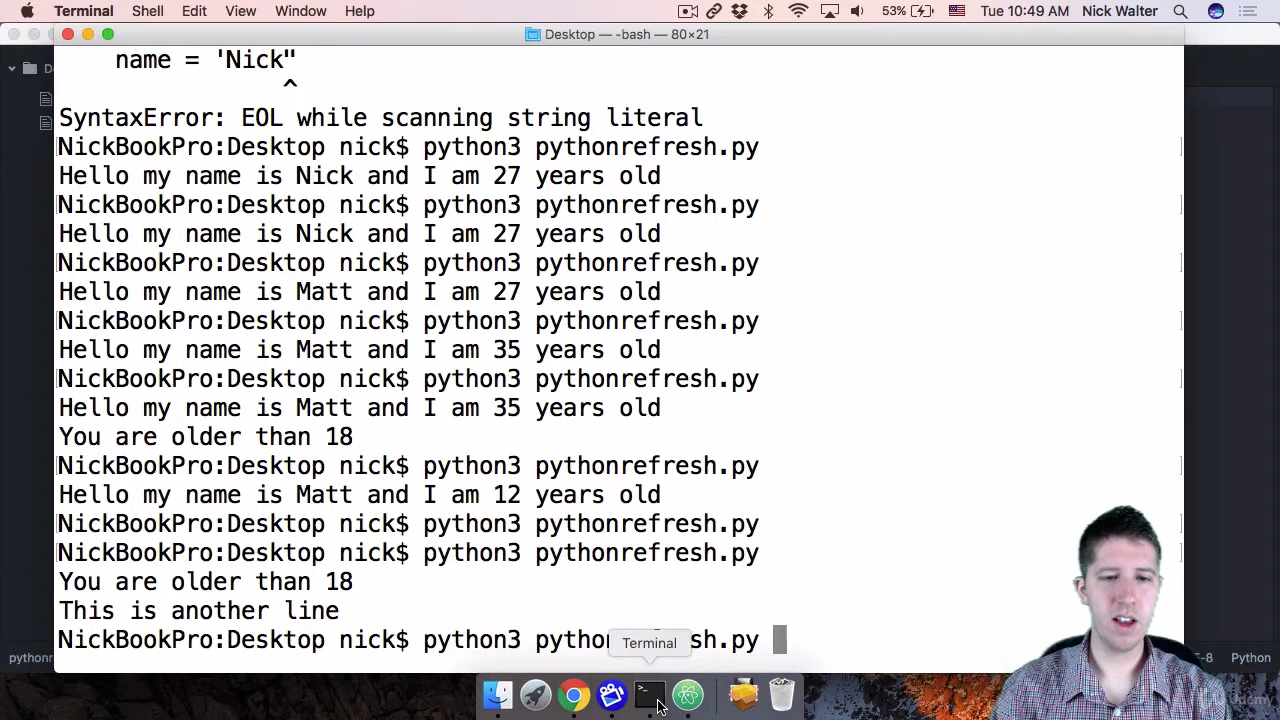 Terminal Shell Edit View Window Help 53% Tue 10:49 AM Nick Walter
Desktop — -bash — 80×21
D
name = 'Nick"
^
SyntaxError: EOL while scanning string literal
NickBookPro:Desktop nick$ python3 pythonrefresh.py
Hello my name is Nick and I am 27 years old
NickBookPro:Desktop nick$ python3 pythonrefresh.py
Hello my name is Nick and I am 27 years old
NickBookPro:Desktop nick$ python3 pythonrefresh.py
Hello my name is Matt and I am 27 years old
NickBookPro:Desktop nick$ python3 pythonrefresh.py
Hello my name is Matt and I am 35 years old
NickBookPro:Desktop nick$ python3 pythonrefresh.py
Hello my name is Matt and I am 35 years old
You are older than 18
NickBookPro:Desktop nick$ python3 pythonrefresh.py
Hello my name is Matt and I am 12 years old
NickBookPro:Desktop nick$ python3 pythonrefresh.py
NickBookPro:Desktop nick$ python3 pythonrefresh.py
You are older than 18
This is another line
NickBookPro:Desktop nick$ python3 pythonrefresh.py
Terminal
pythonr -8 Python
>_
Udemy